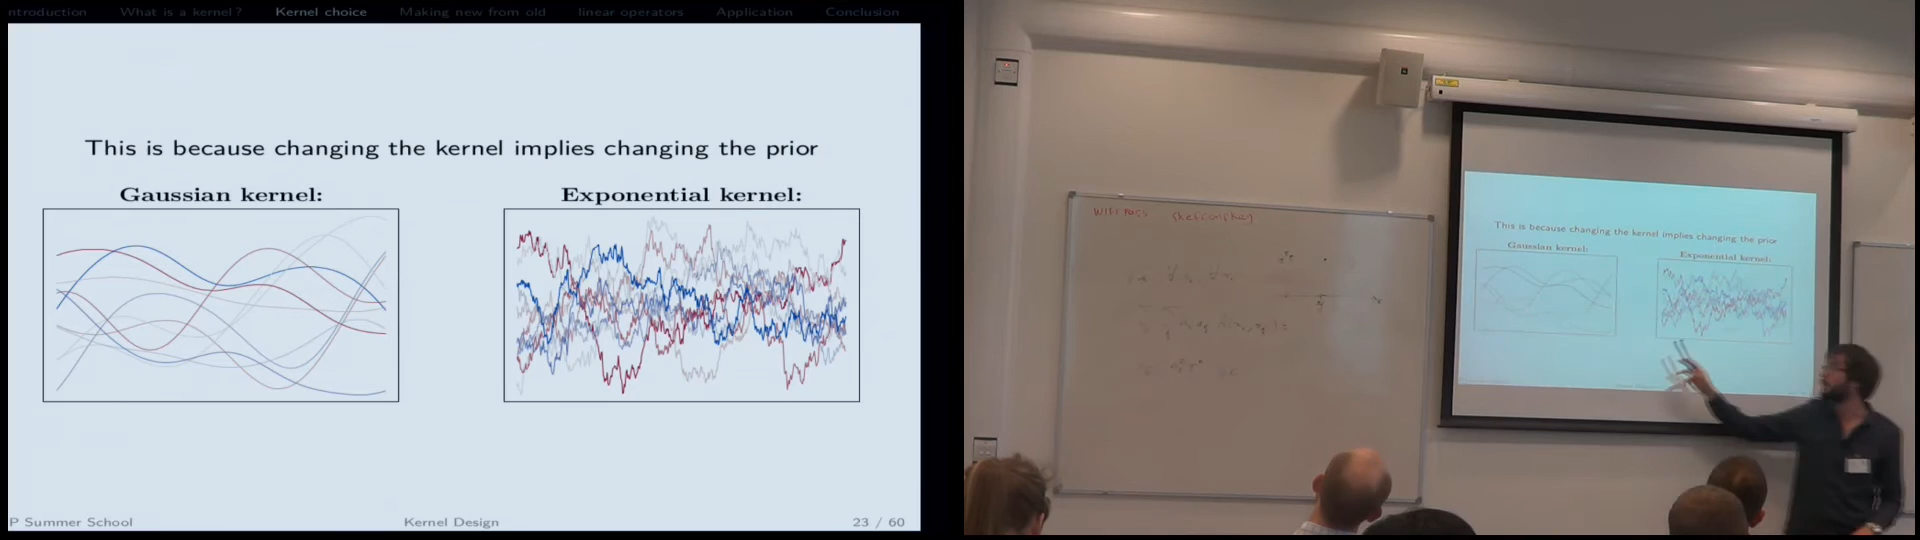 ntroduction What is a kernel? Kernel choice Making new from old linear operators Application Conclusion
This is because changing the kernel implies changing the prior
Gaussian kernel: Exponential kernel:
P Summer School Kernel Design 23 / 60
This is because changing the kernel implies changing the prior
Gaussian kernel: Exponential kernel: